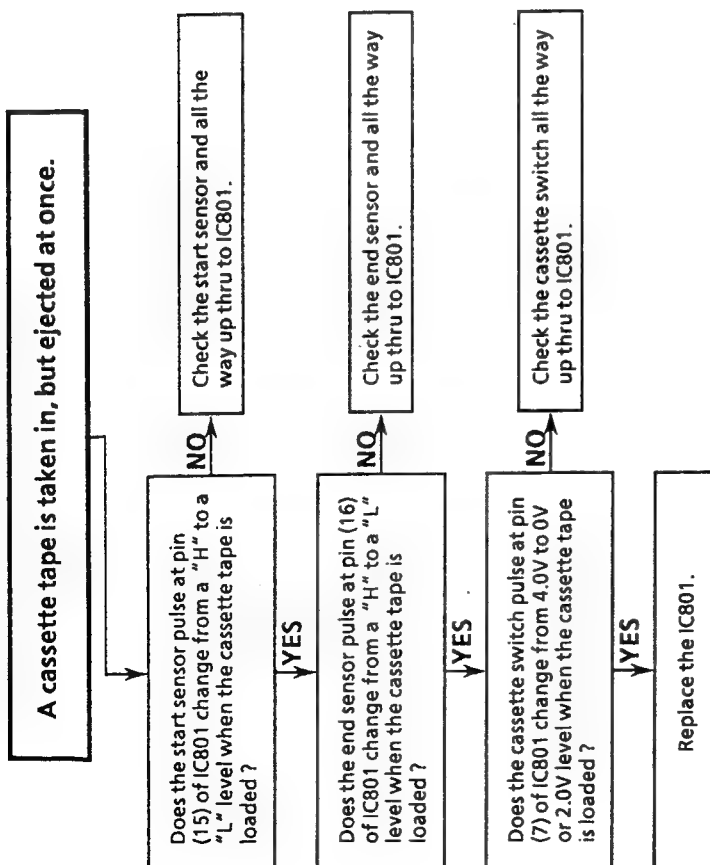 A cassette tape is taken in, but ejected at once.
Does the start sensor pulse at pin
(15) of IC801 change from a "H" to a
"L" level when the cassette tape is
loaded ?
NO
Check the start sensor and all the
way up thru to IC801.
YES
Does the end sensor pulse at pin (16)
of IC801 change from a "H" to a "L"
level when the cassette tape is
loaded ?
NO
Check the end sensor and all the way
up thru to IC801.
YES
Does the cassette switch pulse at pin
(7) of IC801 change from 4.0V to 0V
or 2.0V level when the cassette tape
is loaded ?
NO
Check the cassette switch all the way
up thru to IC801.
YES
Replace the IC801.